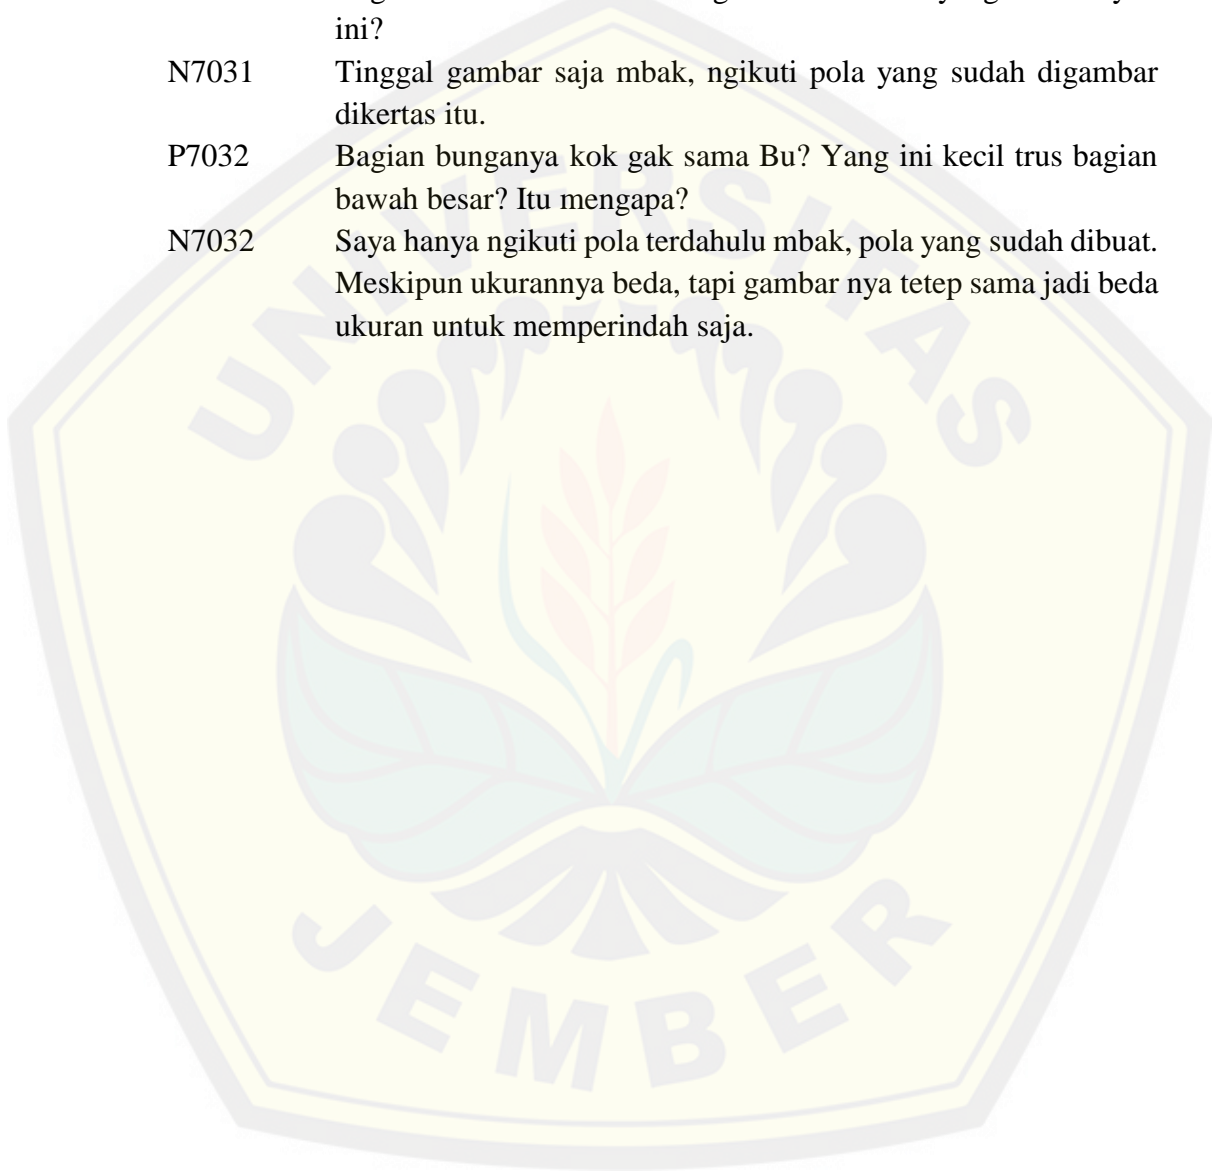 ini?
N7031 Tinggal gambar saja mbak, ngikuti pola yang sudah digambar
dikertas itu.
P7032 Bagian bunganya kok gak sama Bu? Yang ini kecil trus bagian
bawah besar? Itu mengapa?
N7032 Saya hanya ngikuti pola terdahulu mbak, pola yang sudah dibuat.
Meskipun ukurannya beda, tapi gambar nya tetep sama jadi beda
ukuran untuk memperindah saja.
UNIVERSITAS
JEMBER